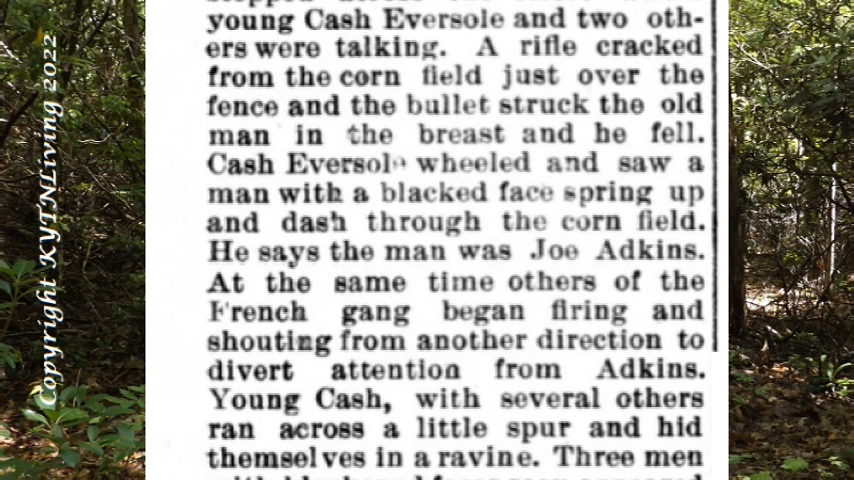 young Cash Eversole and two oth-
ers were talking. A rifle cracked
from the corn field just over the
fence and the bullet struck the old
man in the breast and he fell.
Cash Eversole wheeled and saw a
man with a blacked face spring up
and dash through the corn field.
He says the man was Joe Adkins.
At the same time others of the
French gang began firing and
shouting from another direction to
divert attention from Adkins.
Young Cash, with several others
ran across a little spur and hid
themselves in a ravine. Three men
Copyright KYTNLiving 2022